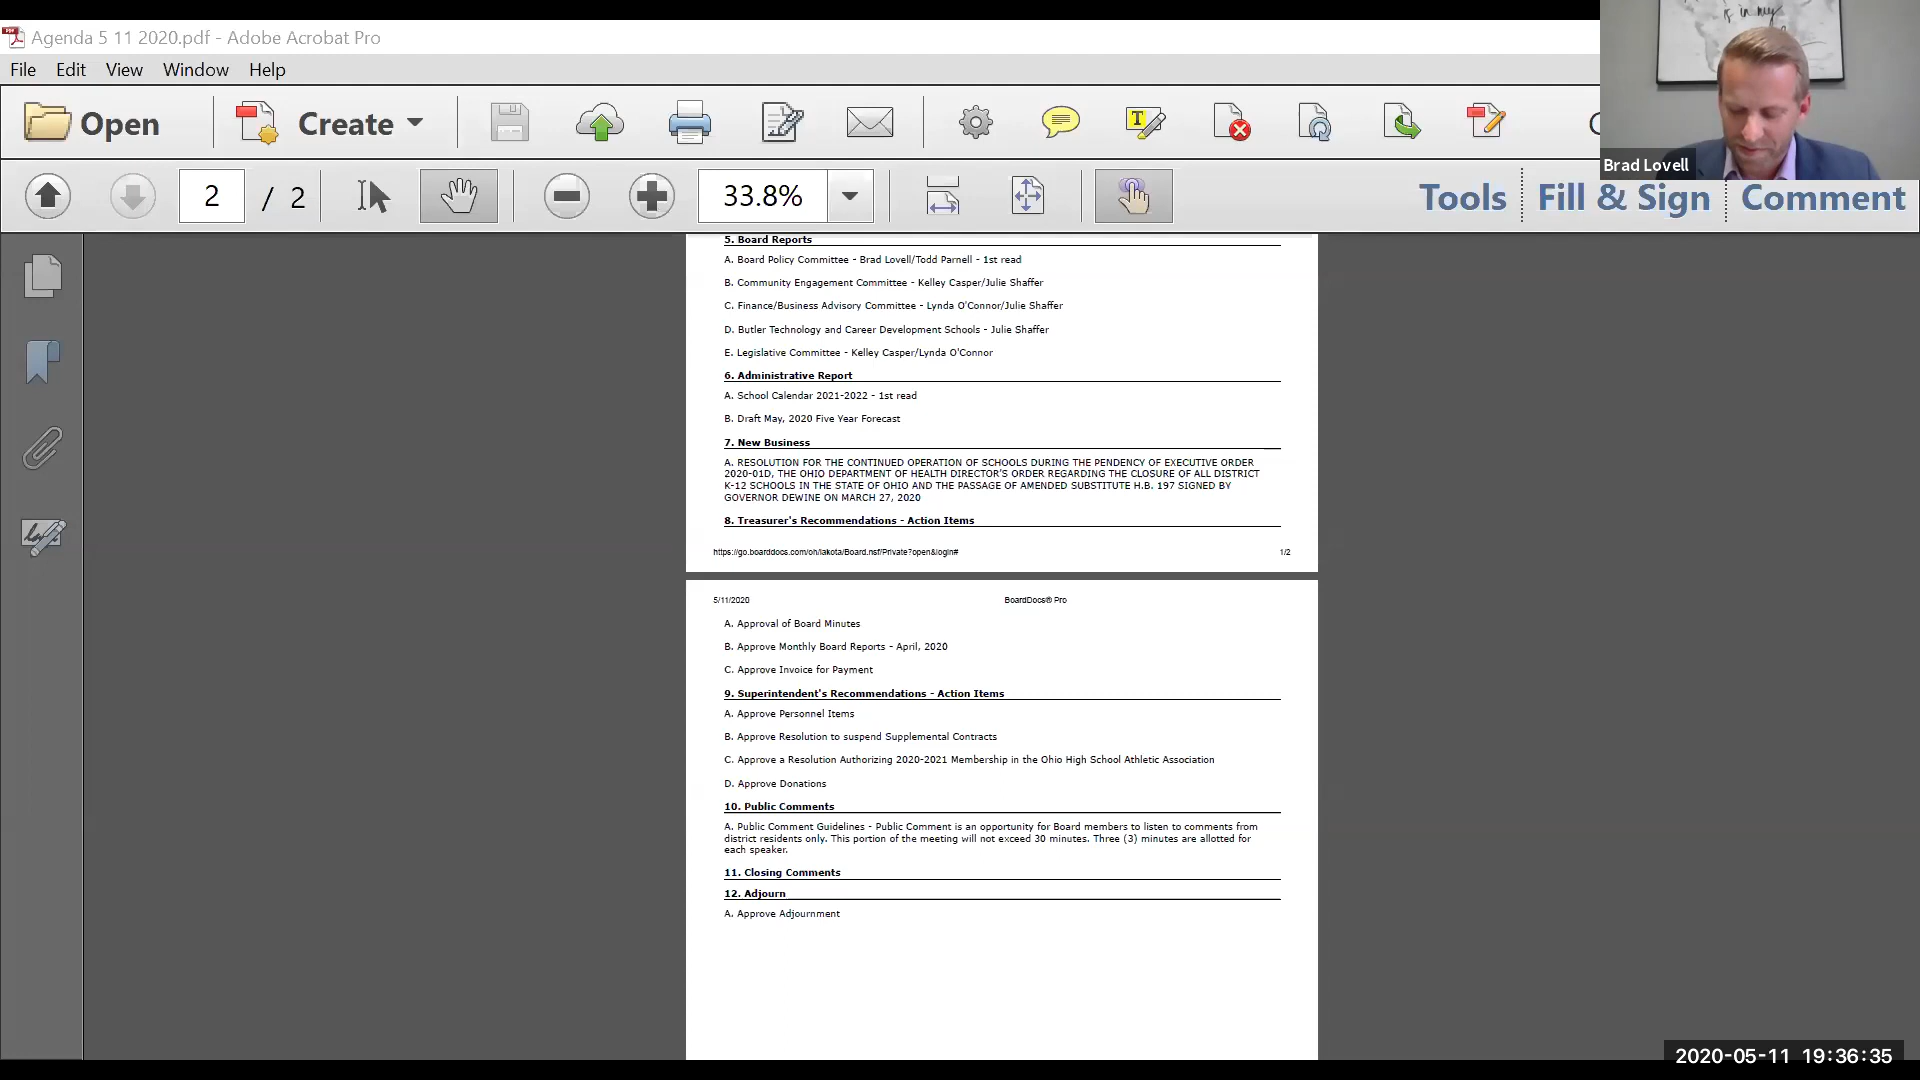 is in my
Agenda 5 11 2020.pdf - Adobe Acrobat Pro
File Edit View Window Help
Open Create
Brad Lovell
2 / 2 33.8% Tools Fill & Sign Comment
5. Board Reports
A. Board Policy Committee - Brad Lovell/Todd Parnell - 1st read
B. Community Engagement Committee - Kelley Casper/Julie Shaffer
C. Finance/Business Advisory Committee - Lynda O'Connor/Julie Shaffer
D. Butler Technology and Career Development Schools - Julie Shaffer
E. Legislative Committee - Kelley Casper/Lynda O'Connor
6. Administrative Report
A. School Calendar 2021-2022 - 1st read
B. Draft May, 2020 Five Year Forecast
7. New Business
A. RESOLUTION FOR THE CONTINUED OPERATION OF SCHOOLS DURING THE PENDENCY OF EXECUTIVE ORDER
2020-01D, THE OHIO DEPARTMENT OF HEALTH DIRECTOR'S ORDER REGARDING THE CLOSURE OF ALL DISTRICT
K-12 SCHOOLS IN THE STATE OF OHIO AND THE PASSAGE OF AMENDED SUBSTITUTE H.B. 197 SIGNED BY
GOVERNOR DEWINE ON MARCH 27, 2020
8. Treasurer's Recommendations - Action Items
https://go.boarddocs.com/oh/lakota/Board.nsf/Private?open&login# 1/2
5/11/2020 BoardDocs® Pro
A. Approval of Board Minutes
B. Approve Monthly Board Reports - April, 2020
C. Approve Invoice for Payment
9. Superintendent's Recommendations - Action Items
A. Approve Personnel Items
B. Approve Resolution to suspend Supplemental Contracts
C. Approve a Resolution Authorizing 2020-2021 Membership in the Ohio High School Athletic Association
D. Approve Donations
10. Public Comments
A. Public Comment Guidelines - Public Comment is an opportunity for Board members to listen to comments from
district residents only. This portion of the meeting will not exceed 30 minutes. Three (3) minutes are allotted for
each speaker.
11. Closing Comments
12. Adjourn
A. Approve Adjournment
2020-05-11 19:36:35